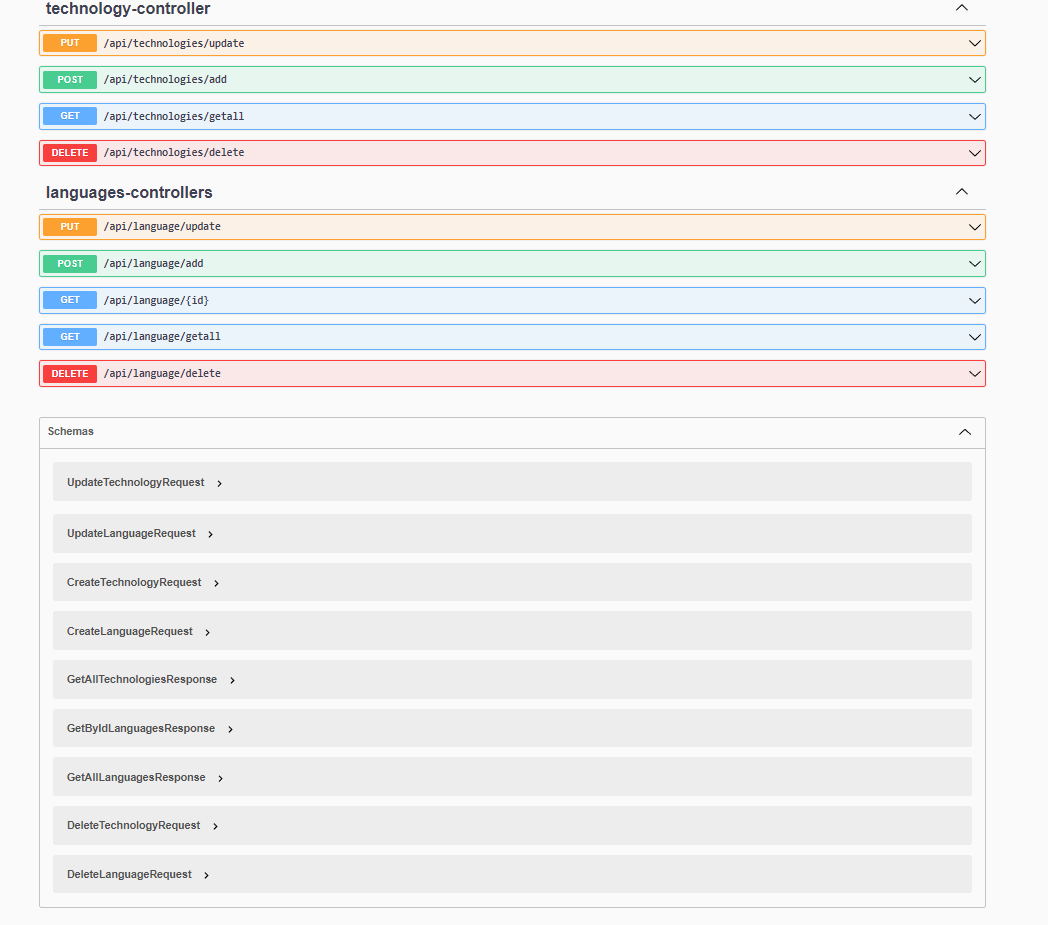 technology-controller
PUT /api/technologies/update
POST /api/technologies/add
GET /api/technologies/getall
DELETE /api/technologies/delete
languages-controllers
PUT /api/language/update
POST /api/language/add
GET /api/language/{id}
GET /api/language/getall
DELETE /api/language/delete
Schemas
UpdateTechnologyRequest
UpdateLanguageRequest
CreateTechnologyRequest
CreateLanguageRequest
GetAllTechnologiesResponse
GetByIdLanguagesResponse
GetAllLanguagesResponse
DeleteTechnologyRequest
DeleteLanguageRequest